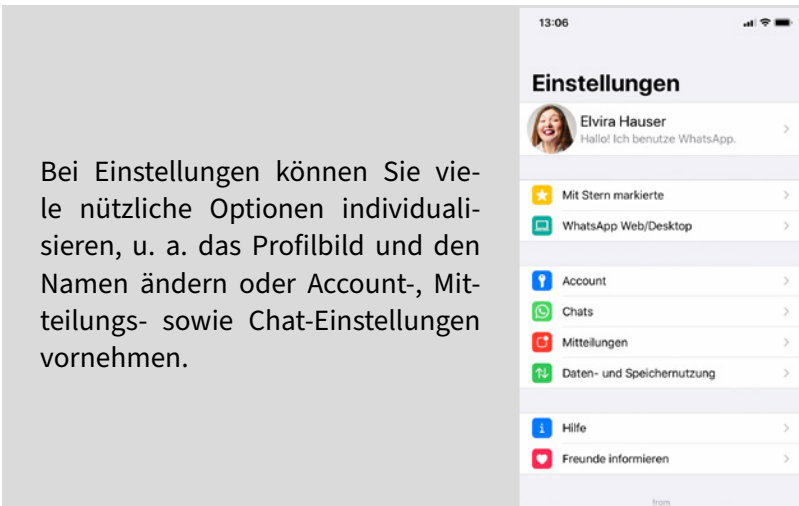 Bei Einstellungen können Sie vie-
le nützliche Optionen individuali-
sieren, u. a. das Profilbild und den
Namen ändern oder Account-, Mit-
teilungs- sowie Chat-Einstellungen
vornehmen.
13:06
Einstellungen
Elvira Hauser
Hallo! Ich benutze WhatsApp.
Mit Stern markierte
WhatsApp Web/Desktop
Account
Chats
Mitteilungen
Daten- und Speichernutzung
Hilfe
Freunde informieren
from